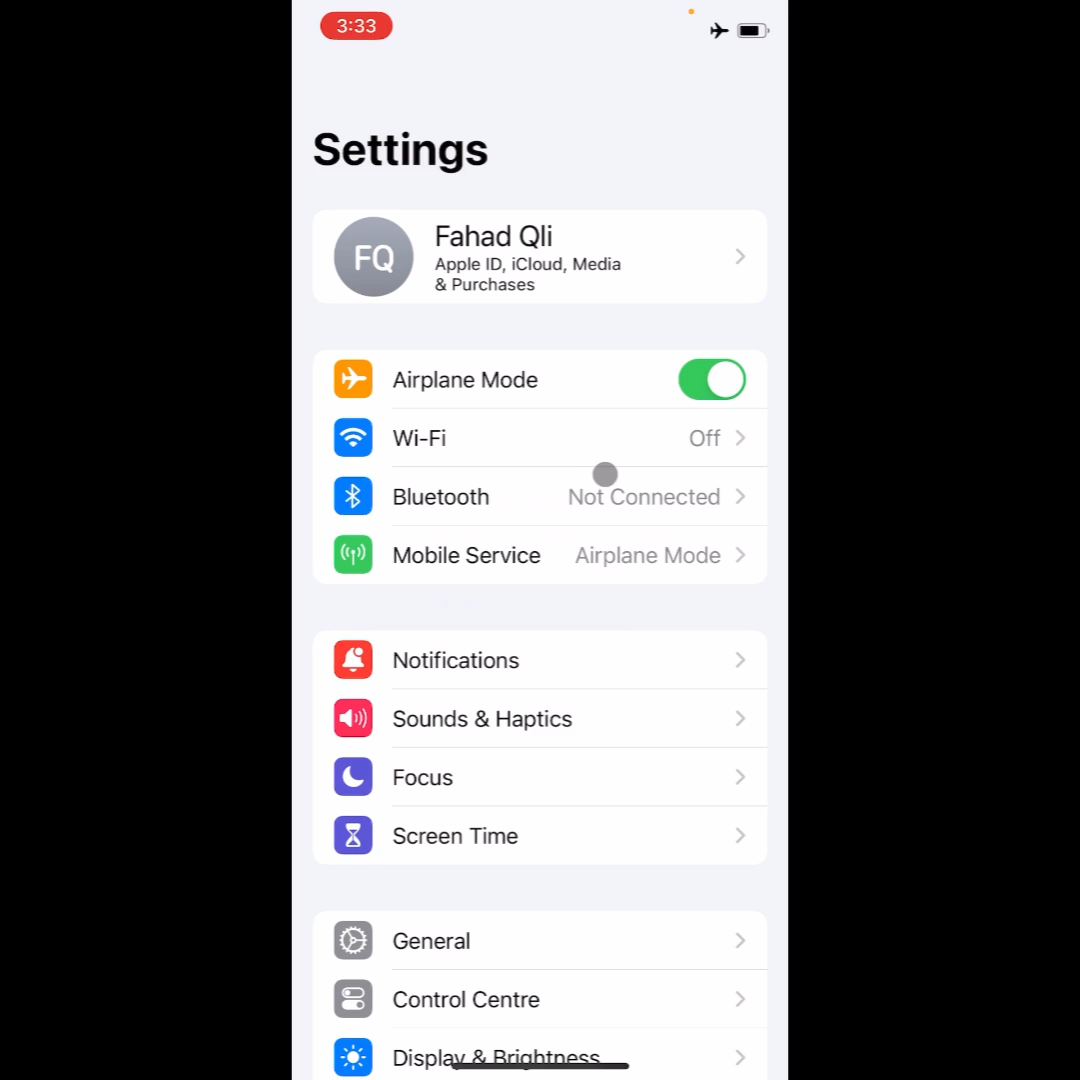 3:33
Settings
FQ
Fahad Qli
Apple ID, iCloud, Media
& Purchases
Airplane Mode
Wi-Fi Off
Bluetooth Not Connected
Mobile Service Airplane Mode
Notifications
Sounds & Haptics
Focus
Screen Time
General
Control Centre
Display & Brightness